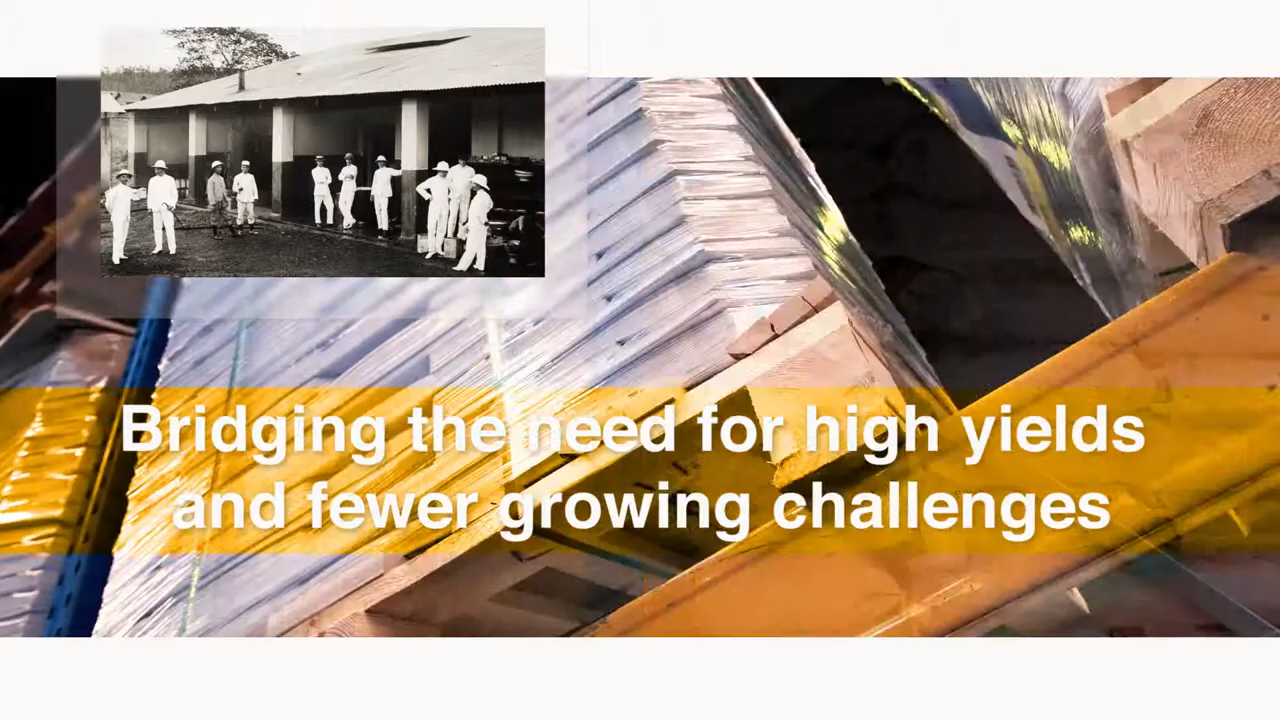 Bridging the need for high yields
and fewer growing challenges